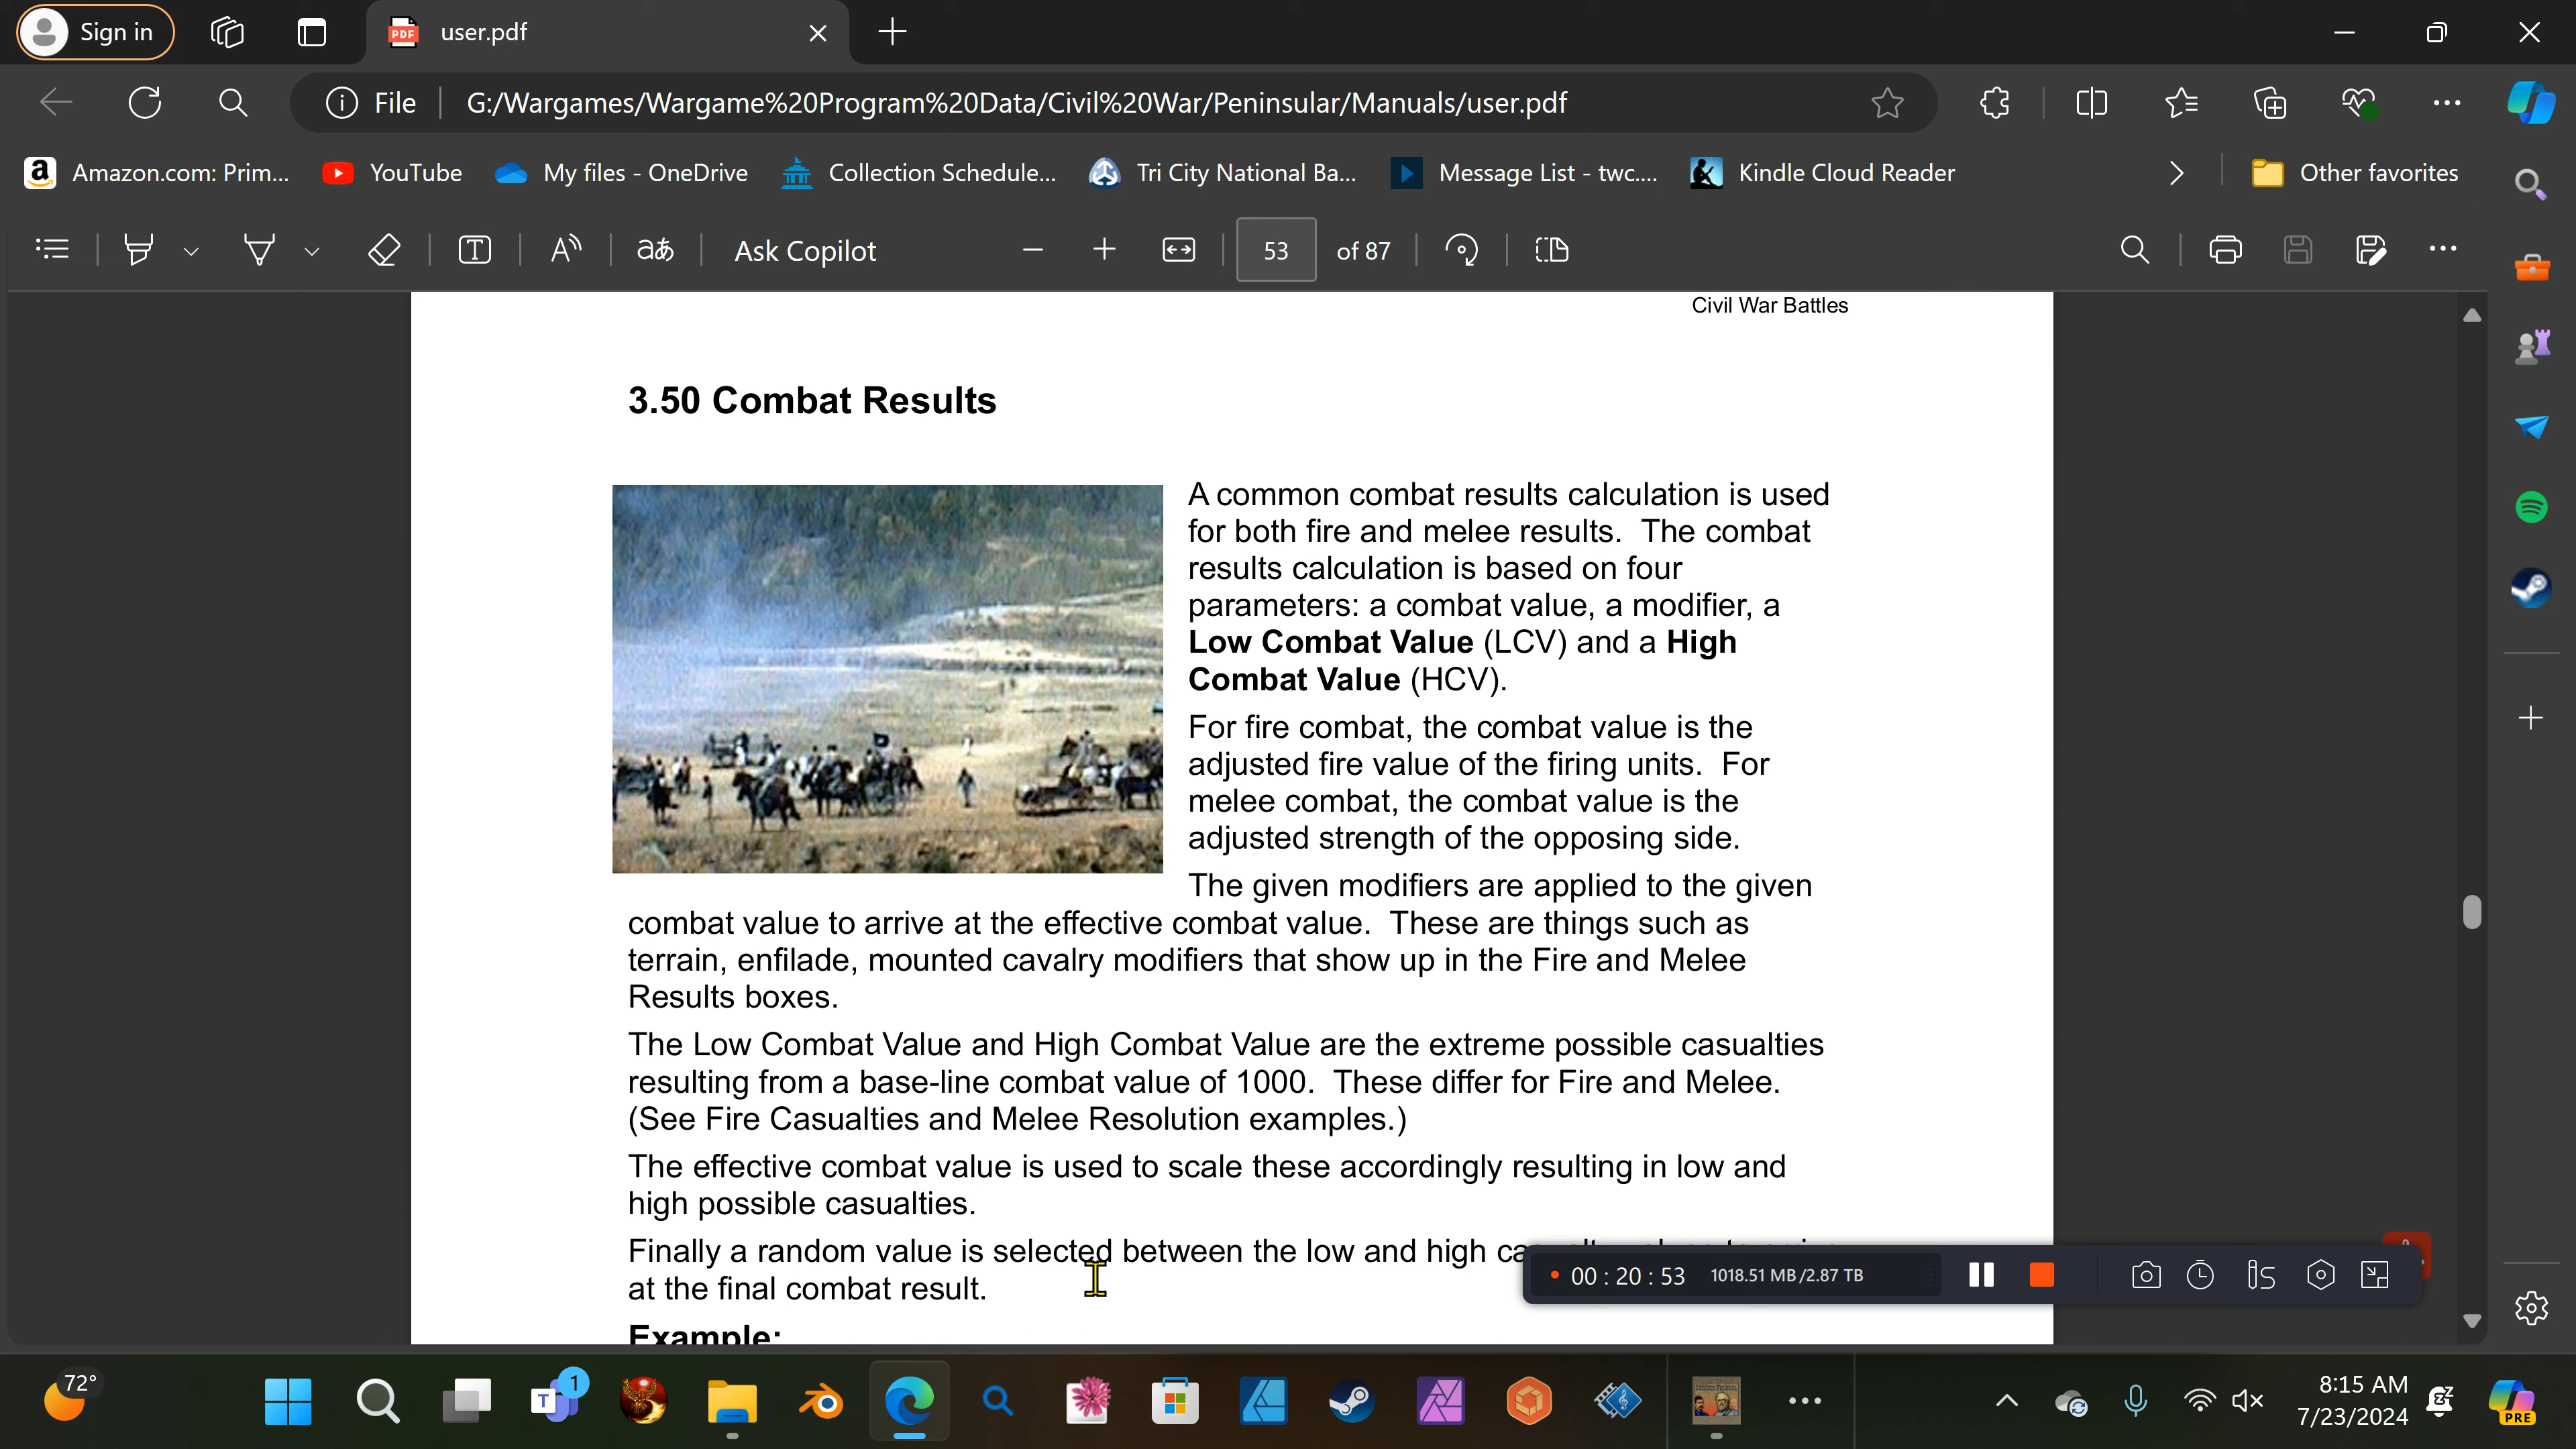 Sign in
user.pdf
File
G:/Wargames/Wargame%20Program%20Data/Civil%20War/Peninsular/Manuals/user.pdf
Amazon.com: Prim...
YouTube
My files - OneDrive
Collection Schedule...
Tri City National Ba...
Message List - twc....
Kindle Cloud Reader
Other favorites
Ask Copilot
53 of 87
Civil War Battles
3.50 Combat Results
A common combat results calculation is used
for both fire and melee results. The combat
results calculation is based on four
parameters: a combat value, a modifier, a
Low Combat Value (LCV) and a High
Combat Value (HCV).
For fire combat, the combat value is the
adjusted fire value of the firing units. For
melee combat, the combat value is the
adjusted strength of the opposing side.
The given modifiers are applied to the given
combat value to arrive at the effective combat value. These are things such as
terrain, enfilade, mounted cavalry modifiers that show up in the Fire and Melee
Results boxes.
The Low Combat Value and High Combat Value are the extreme possible casualties
resulting from a base-line combat value of 1000. These differ for Fire and Melee.
(See Fire Casualties and Melee Resolution examples.)
The effective combat value is used to scale these accordingly resulting in low and
high possible casualties.
Finally a random value is selected between the low and high
at the final combat result.
Example:
00 : 20 : 53 1018.51 MB/2.87 TB
72°
1
8:15 AM
7/23/2024
PRE